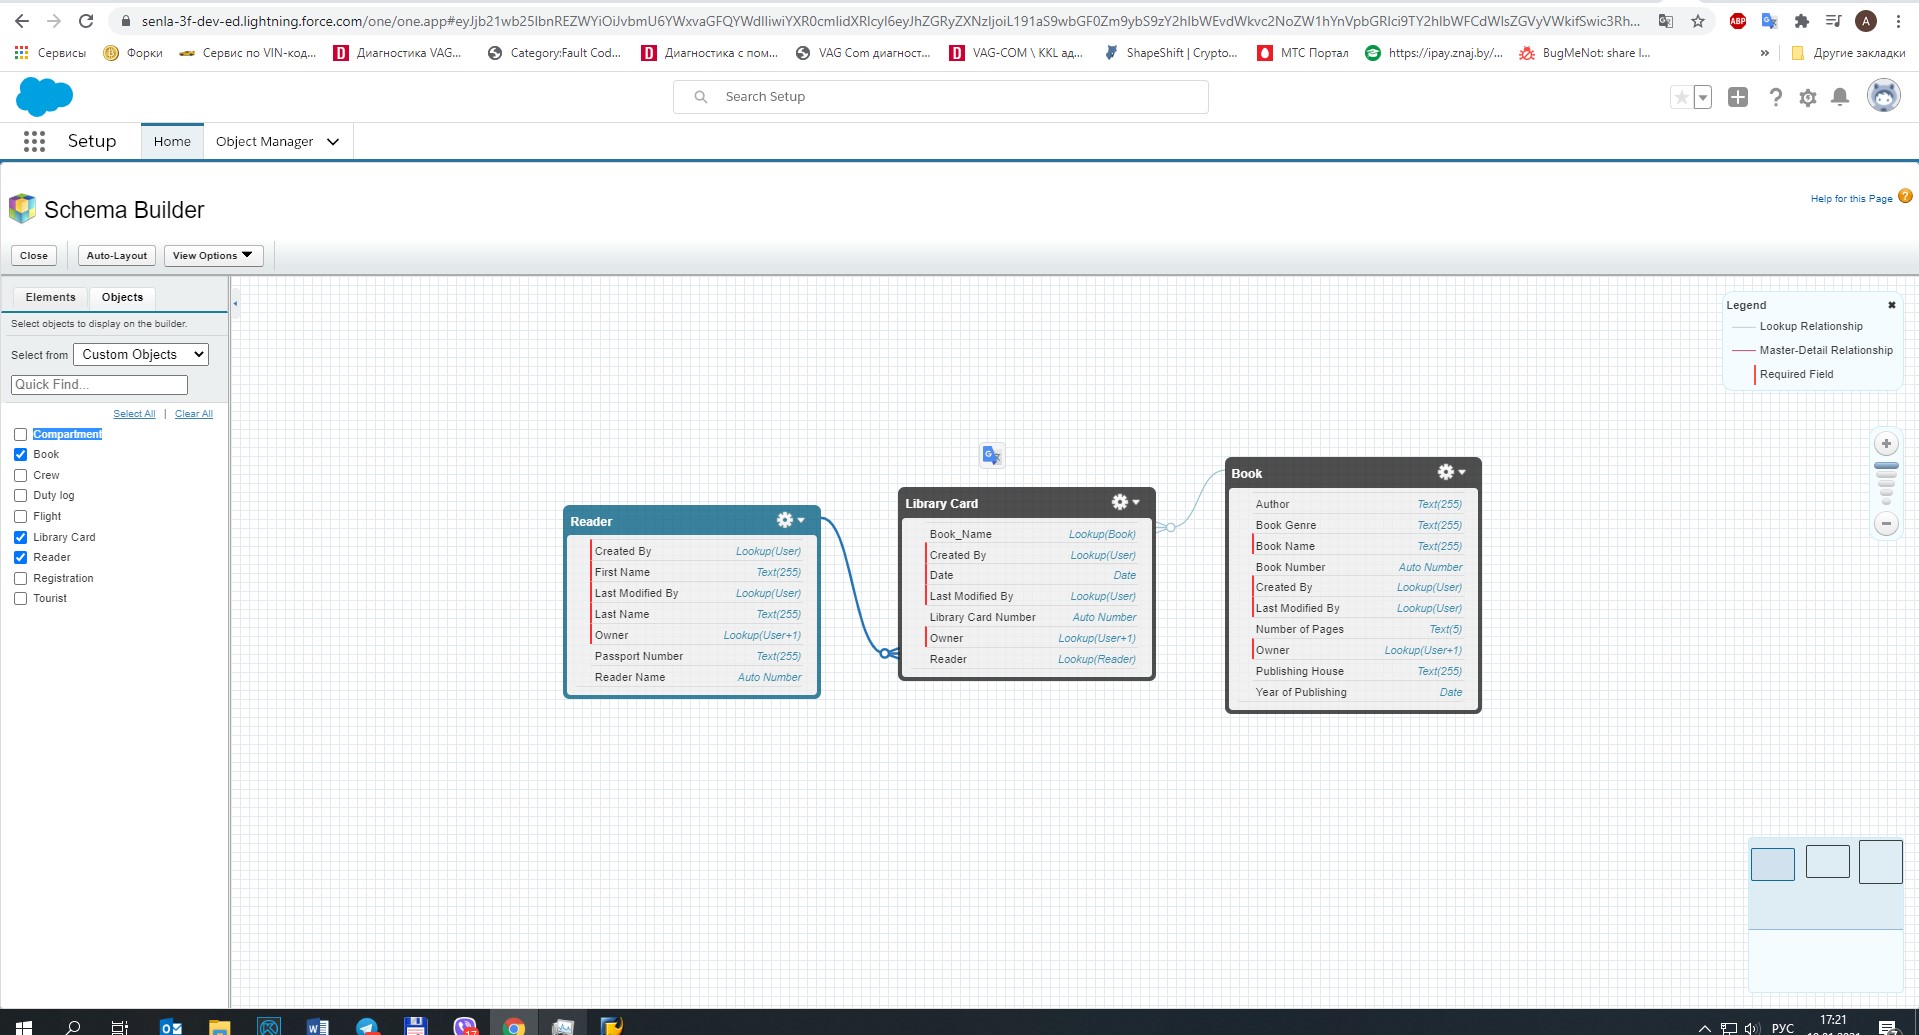 senla-3f-dev-ed.lightning.force.com/one/one.app#eyJjb21wb25lbnREZWYiOiJvbmU6YWxvaGFQYWdlIiwiYXR0cmlidXRlcyI6eyJhZGRyZXNzIjoiL191aS9wbGF0Zm9ybS9zY2hlbWEvdWkvc2NoZW1hYnVpbGRlci9TY2hlbWFCdWlsZGVyVWkifSwic3Rh...
ABP
A
Сервисы
Форки
Сервис по VIN-код...
Диагностика VAG...
Category:Fault Cod...
Диагностика с пом...
VAG Com диагност...
VAG-COM \ KKL ад...
ShapeShift | Crypto...
МТС Портал
https://ipay.znaj.by/...
BugMeNot: share l...
»
Другие закладки
Search Setup
Setup
Home
Object Manager
Schema Builder
Help for this Page
Close
Auto-Layout
View Options
Elements
Objects
Select objects to display on the builder.
Select from
Custom Objects
Quick Find...
Select All | Clear All
Compartment
Book
Crew
Duty log
Flight
Library Card
Reader
Registration
Tourist
Reader
Created By Lookup(User)
First Name Text(255)
Last Modified By Lookup(User)
Last Name Text(255)
Owner Lookup(User+1)
Passport Number Text(255)
Reader Name Auto Number
Library Card
Book_Name Lookup(Book)
Created By Lookup(User)
Date Date
Last Modified By Lookup(User)
Library Card Number Auto Number
Owner Lookup(User+1)
Reader Lookup(Reader)
Book
Author Text(255)
Book Genre Text(255)
Book Name Text(255)
Book Number Auto Number
Created By Lookup(User)
Last Modified By Lookup(User)
Number of Pages Text(5)
Owner Lookup(User+1)
Publishing House Text(255)
Year of Publishing Date
Legend
Lookup Relationship
Master-Detail Relationship
Required Field
РУС
17:21